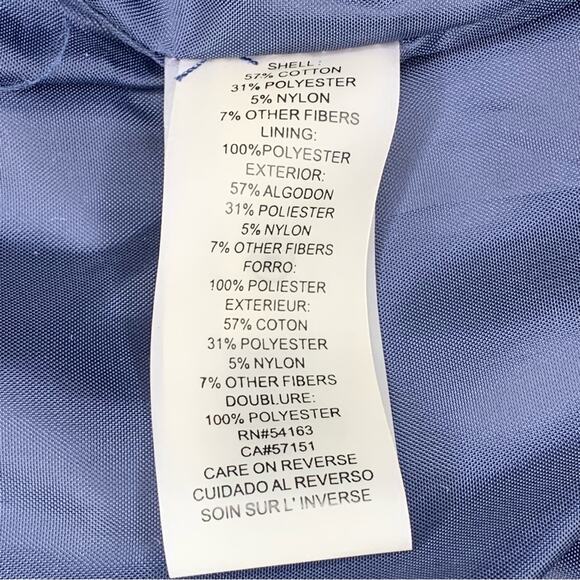 SHELL:
57% COTTON
31% POLYESTER
5% NYLON
7% OTHER FIBERS
LINING:
100%POLYESTER
EXTERIOR:
57% ALGODON
31% POLIESTER
5% NYLON
7% OTHER FIBERS
FORRO:
100% POLIESTER
EXTERIEUR:
57% COTON
31% POLYESTER
5% NYLON
7% OTHER FIBERS
DOUBLURE:
100% POLYESTER
RN#54163
CA#57151
CARE ON REVERSE
CUIDADO AL REVERSO
SOIN SUR L' INVERSE